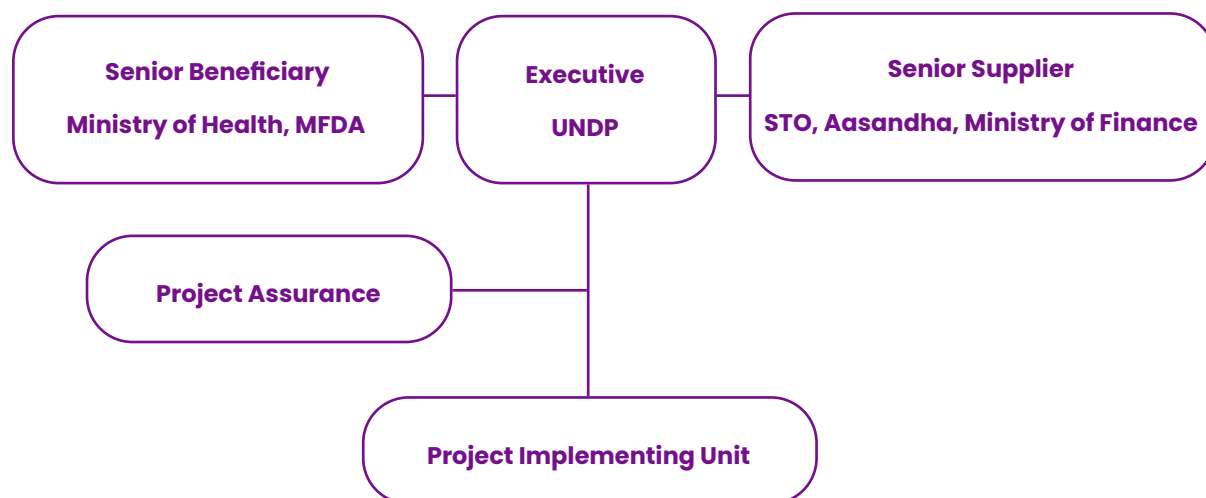 Senior Beneficiary
Ministry of Health, MFDA
Executive
UNDP
Senior Supplier
STO, Aasandha, Ministry of Finance
Project Assurance
Project Implementing Unit